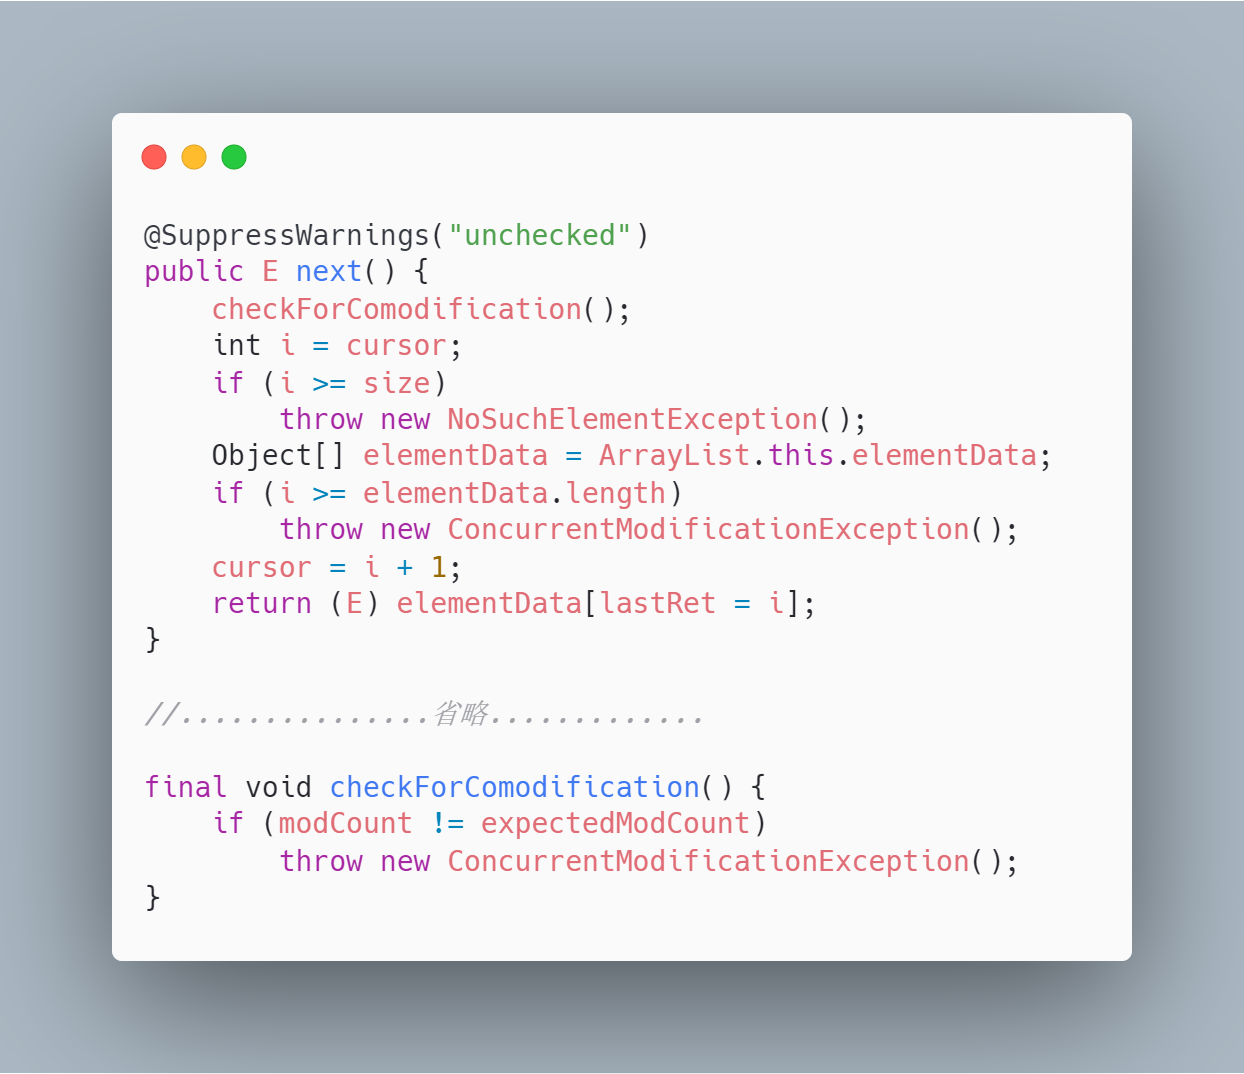 @SuppressWarnings("unchecked")
public E next() {
    checkForComodification();
    int i = cursor;
    if (i >= size)
        throw new NoSuchElementException();
    Object[] elementData = ArrayList.this.elementData;
    if (i >= elementData.length)
        throw new ConcurrentModificationException();
    cursor = i + 1;
    return (E) elementData[lastRet = i];
}
//...............省略.............
final void checkForComodification() {
    if (modCount != expectedModCount)
        throw new ConcurrentModificationException();
}